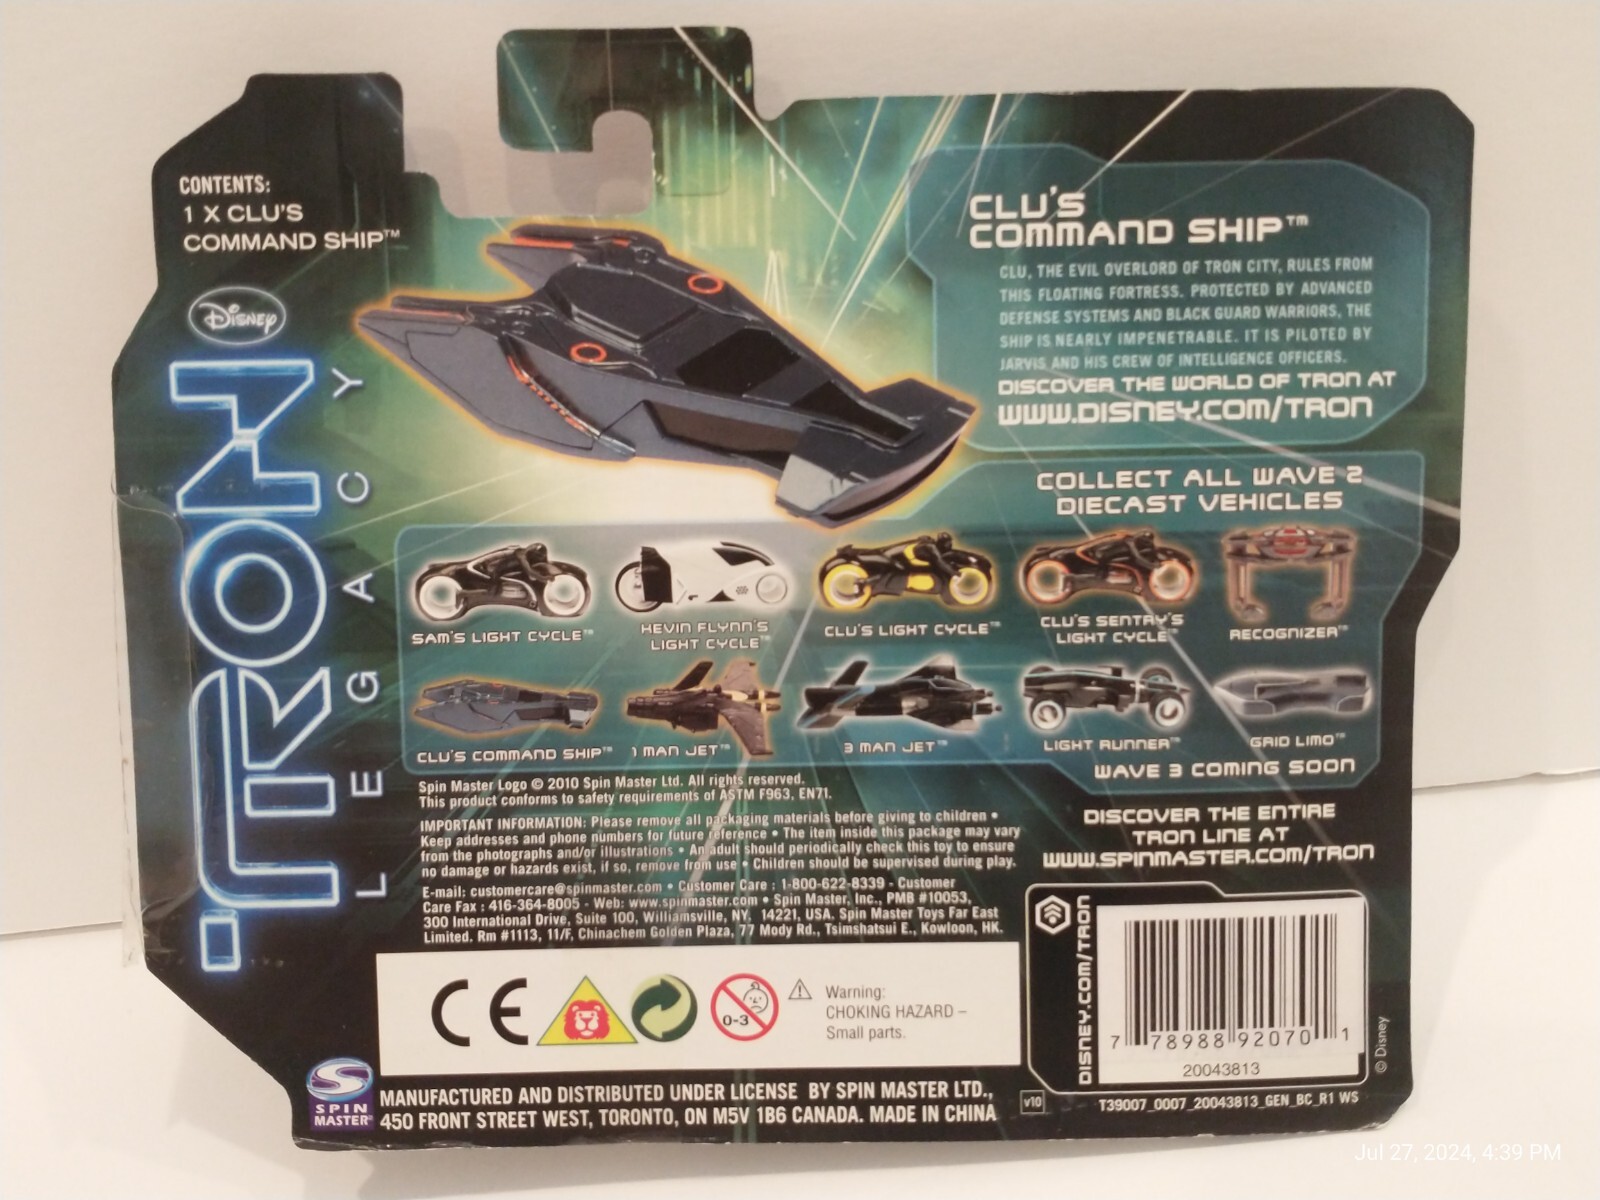 CONTENTS:
1 X CLU'S
COMMAND SHIP™
Disney
TRON
LEGACY
CLU'S
COMMAND SHIP™
CLU, THE EVIL OVERLORD OF TRON CITY, RULES FROM
THIS FLOATING FORTRESS. PROTECTED BY ADVANCED
DEFENSE SYSTEMS AND BLACK GUARD WARRIORS, THE
SHIP IS NEARLY IMPENETRABLE. IT IS PILOTED BY
JARVIS AND HIS CREW OF INTELLIGENCE OFFICERS.
DISCOVER THE WORLD OF TRON AT
WWW.DISNEY.COM/TRON
COLLECT ALL WAVE 2
DIECAST VEHICLES
SAM'S LIGHT CYCLE™
KEVIN FLYNN'S
LIGHT CYCLE™
CLU'S LIGHT CYCLE™
CLU'S SENTRY'S
LIGHT CYCLE™
RECOGNIZER™
CLU'S COMMAND SHIP™
1 MAN JET™
3 MAN JET™
LIGHT RUNNER™
GRID LIMO™
WAVE 3 COMING SOON
Spin Master Logo © 2010 Spin Master Ltd. All rights reserved.
This product conforms to safety requirements of ASTM F963, EN71.
IMPORTANT INFORMATION: Please remove all packaging materials before giving to children •
Keep addresses and phone numbers for future reference • The item inside this package may vary
from the photographs and/or illustrations • An adult should periodically check this toy to ensure
no damage or hazards exist, if so, remove from use • Children should be supervised during play.
E-mail: customercare@spinmaster.com • Customer Care : 1-800-622-8339 - Customer
Care Fax : 416-364-8005 - Web: www.spinmaster.com • Spin Master, Inc., PMB #10053,
300 International Drive, Suite 100, Williamsville, NY, 14221, USA. Spin Master Toys Far East
Limited. Rm #1113, 11/F, Chinachem Golden Plaza, 77 Mody Rd., Tsimshatsui E., Kowloon, HK.
DISCOVER THE ENTIRE
TRON LINE AT
WWW.SPINMASTER.COM/TRON
CE
0-3
Warning:
CHOKING HAZARD –
Small parts.
DISNEY.COM/TRON
7 78988 92070 1
20043813
© Disney
SPIN
MASTER®
MANUFACTURED AND DISTRIBUTED UNDER LICENSE BY SPIN MASTER LTD.,
450 FRONT STREET WEST, TORONTO, ON M5V 1B6 CANADA. MADE IN CHINA
v10
T39007_0007_20043813_GEN_BC_R1 WS
Jul 27, 2024, 4:39 PM